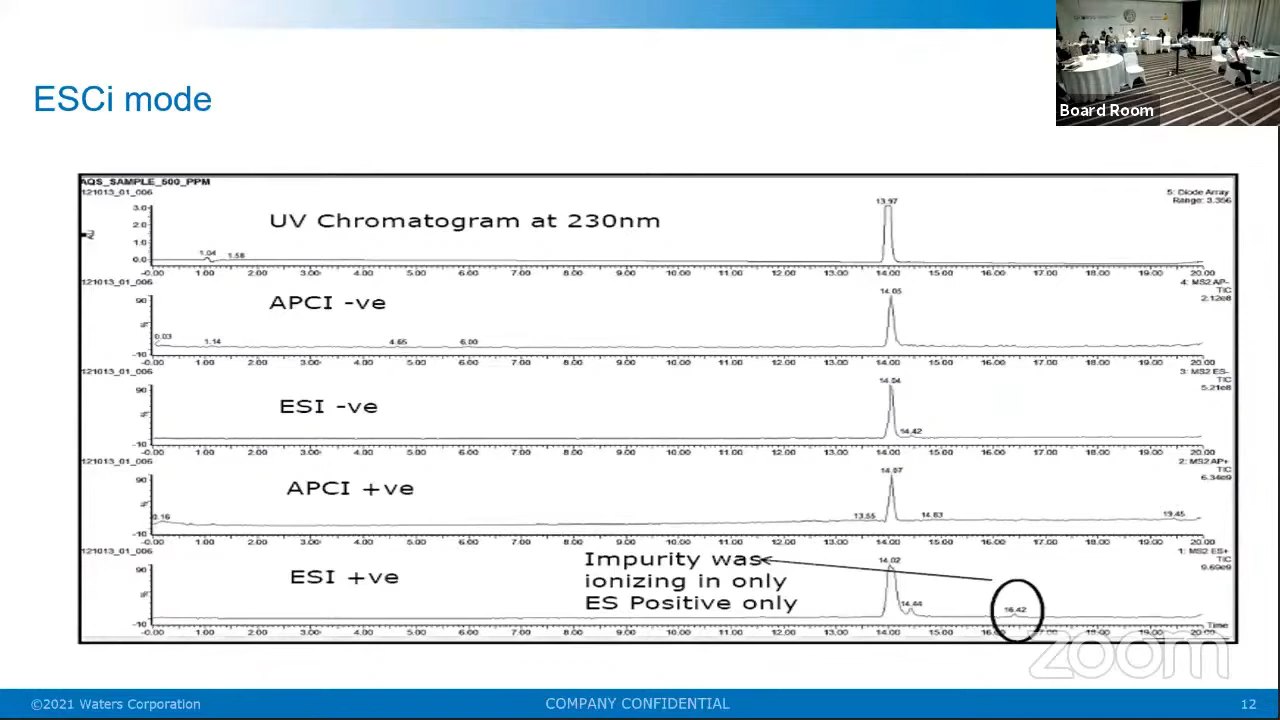 Board Room
ESCi mode
AQS_SAMPLE_500_PPM
121013_01_006
5: Diode Array
Range: 3.356
13.97
3.0
2.0
1.0
0.0
UV Chromatogram at 230nm
1.04
1.58
-0.00 1.00 2.00 3.00 4.00 5.00 6.00 7.00 8.00 9.00 10.00 11.00 12.00 13.00 14.00 15.00 16.00 17.00 18.00 19.00 20.00
121013_01_006
4: MS2 AP-
TIC
2.12e8
14.05
90
%
-10
APCI -ve
0.03
1.14
4.65
6.00
-0.00 1.00 2.00 3.00 4.00 5.00 6.00 7.00 8.00 9.00 10.00 11.00 12.00 13.00 14.00 15.00 16.00 17.00 18.00 19.00 20.00
121013_01_006
3: MS2 ES-
TIC
5.21e8
14.04
90
%
-10
ESI -ve
14.42
-0.00 1.00 2.00 3.00 4.00 5.00 6.00 7.00 8.00 9.00 10.00 11.00 12.00 13.00 14.00 15.00 16.00 17.00 18.00 19.00 20.00
121013_01_006
2: MS2 AP+
TIC
6.34e9
14.07
90
%
-10
APCI +ve
0.16
13.55
14.83
19.45
-0.00 1.00 2.00 3.00 4.00 5.00 6.00 7.00 8.00 9.00 10.00 11.00 12.00 13.00 14.00 15.00 16.00 17.00 18.00 19.00 20.00
121013_01_006
1: MS2 ES+
TIC
9.69e9
14.02
90
%
-10
ESI +ve
Impurity was
ionizing in only
ES Positive only
14.44
16.42
Time
-0.00 1.00 2.00 3.00 4.00 5.00 6.00 7.00 8.00 9.00 10.00 11.00 12.00 13.00 14.00 15.00 16.00 17.00 18.00 19.00 20.00
zoom
©2021 Waters Corporation
COMPANY CONFIDENTIAL
12